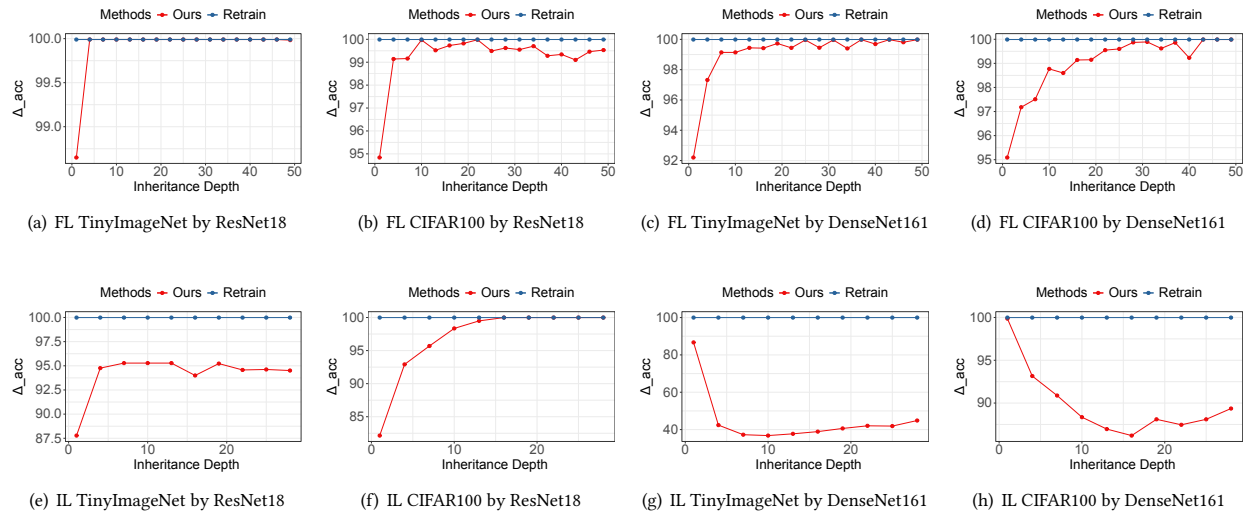 Methods Ours Retrain
100.0
99.0
Δ_acc
0 10 20 30 40 50
Inheritance Depth
(a) FL TinyImageNet by ResNet18
Methods Ours Retrain
100
99
98
97
96
95
Δ_acc
0 10 20 30 40 50
Inheritance Depth
(b) FL CIFAR100 by ResNet18
Methods Ours Retrain
100
98
96
94
92
Δ_acc
0 10 20 30 40 50
Inheritance Depth
(c) FL TinyImageNet by DenseNet161
Methods Ours Retrain
100
99
98
97
96
95
Δ_acc
0 10 20 30 40 50
Inheritance Depth
(d) FL CIFAR100 by DenseNet161
Methods Ours Retrain
100.0
97.5
95.0
92.5
90.0
87.5
Δ_acc
0 10 20
Inheritance Depth
(e) IL TinyImageNet by ResNet18
Methods Ours Retrain
100
95
90
85
Δ_acc
0 10 20
Inheritance Depth
(f) IL CIFAR100 by ResNet18
Methods Ours Retrain
100
80
60
40
Δ_acc
0 10 20
Inheritance Depth
(g) IL TinyImageNet by DenseNet161
Methods Ours Retrain
100
95
90
Δ_acc
0 10 20
Inheritance Depth
(h) IL CIFAR100 by DenseNet161